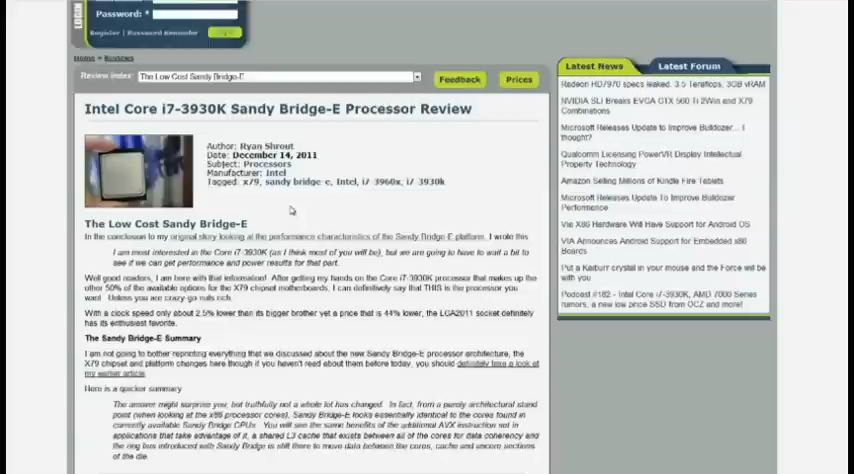 LOGIN
Password: *
Register | Password Reminder
Home > Reviews
Review Index: The Low Cost Sandy Bridge-E
Feedback
Prices
Intel Core i7-3930K Sandy Bridge-E Processor Review
Author: Ryan Shrout
Date: December 14, 2011
Subject: Processors
Manufacturer: Intel
Tagged: x79, sandy bridge-e, Intel, i7-3960x, i7-3930k
The Low Cost Sandy Bridge-E
In the conclusion to my original story looking at the performance characteristics of the Sandy Bridge-E platform, I wrote this
I am most interested in the Core i7-3930K (as I think most of you will be), but we are going to have to wait a bit to
see if we can get performance and power results for that part.
Well good readers, I am here with that information! After getting my hands on the Core i7-3930K processor that makes up the
other 50% of the available options for the X79 chipset motherboards, I can definitively say that THIS is the processor you
want. Unless you are crazy-go nuts rich.
With a clock speed only about 2.5% lower than its bigger brother yet a price that is 44% lower, the LGA2011 socket definitely
has its enthusiast favorite.
The Sandy Bridge-E Summary
I am not going to bother reprinting everything that we discussed about the new Sandy Bridge-E processor architecture, the
X79 chipset and platform changes here though if you haven't read about them before today, you should definitely take a look at
my earlier article.
Here is a quicker summary
The answer might surprise you, but truthfully not a whole lot has changed. In fact, from a purely architectural stand
point (when looking at the x86 processor cores), Sandy Bridge-E looks essentially identical to the cores found in
currently available Sandy Bridge CPUs. You will see the same benefits of the additional AVX instruction set in
applications that take advantage of it, a shared L3 cache that exists between all of the cores for data coherency and
the ring bus introduced with Sandy Bridge is still there to move data between the cores, cache and uncore sections
of the die.
Latest News
Latest Forum
Radeon HD7970 specs leaked. 3.5 Teraflops, 3GB vRAM
NVIDIA SLI Breaks EVGA GTX 560 Ti 2Win and X79
Combinations
Microsoft Releases Update to Improve Bulldozer... I
thought?
Qualcomm Licensing PowerVR Display Intellectual
Property Technology
Amazon Selling Millions of Kindle Fire Tablets
Microsoft Releases Update To Improve Bulldozer
Performance
Via X86 Hardware Will Have Support for Android OS
VIA Announces Android Support for Embedded x86
Boards
Put a Kaiburr crystal in your mouse and the Force will be
with you
Podcast #182 - Intel Core i7-3930K, AMD 7000 Series
rumors, a new low price SSD from OCZ and more!